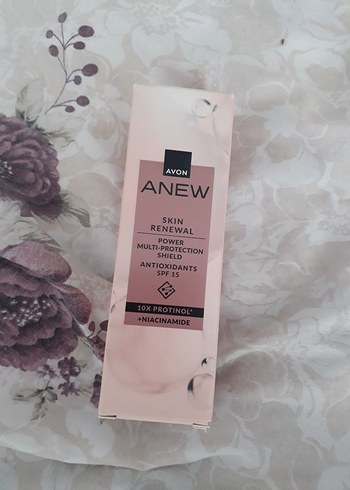 AVON
ANEW
SKIN
RENEWAL
POWER
MULTI-PROTECTION
SHIELD
ANTIOXIDANTS
SPF 15
10X PROTINOL*
+NIACINAMIDE